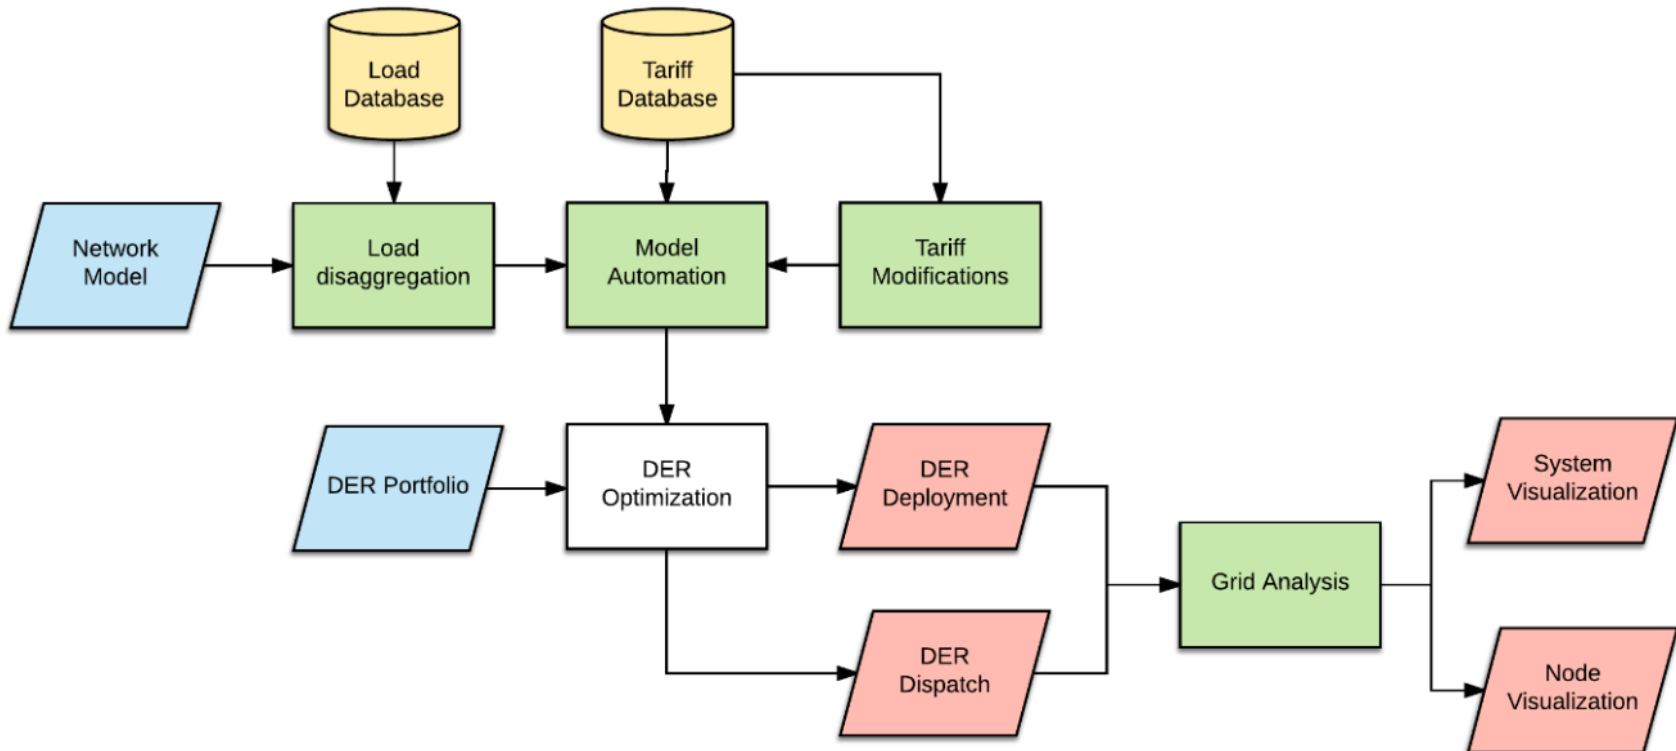 Load
Database
Tariff
Database
Network
Model
Load
disaggregation
Model
Automation
Tariff
Modifications
DER Portfolio
DER
Optimization
DER
Deployment
System
Visualization
Grid Analysis
DER
Dispatch
Node
Visualization